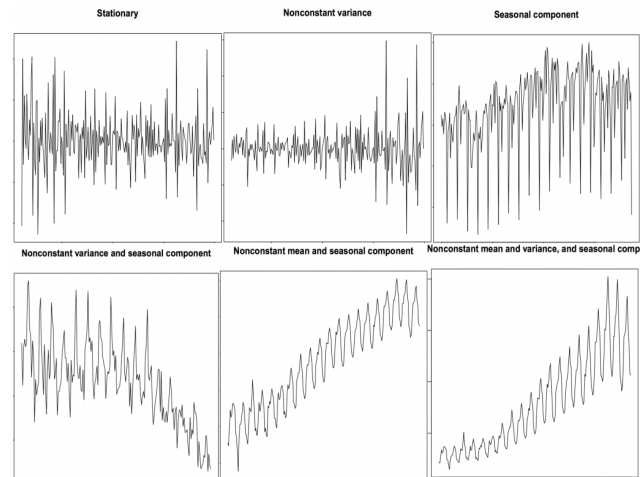 Stationary
Nonconstant variance
Seasonal component
Nonconstant variance and seasonal component
Nonconstant mean and seasonal component
Nonconstant mean and variance, and seasonal comp